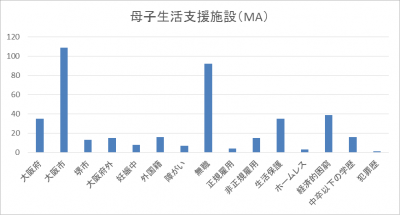 母子生活支援施設（MA）
120
100
80
60
40
20
0
大阪府
大阪市
堺市
大阪府外
妊娠中
外国籍
障がい
無職
正規雇用
非正規雇用
生活保護
ホームレス
経済的困窮
中卒以下の学歴
犯罪歴